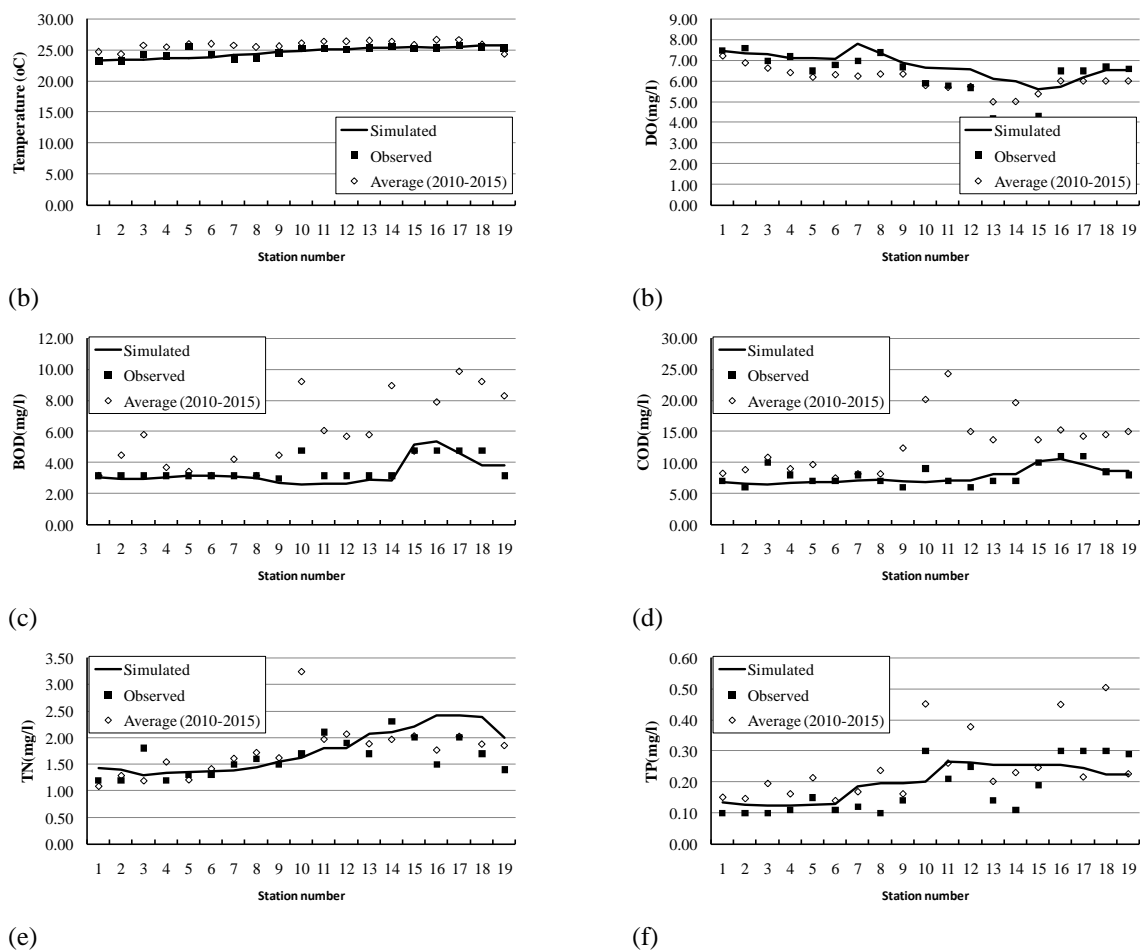 30.00
25.00
20.00
15.00
10.00
5.00
0.00
Temperature (oC)
Simulated
Observed
Average (2010-2015)
1 2 3 4 5 6 7 8 9 10 11 12 13 14 15 16 17 18 19
Station number
(b)
9.00
8.00
7.00
6.00
5.00
4.00
3.00
2.00
1.00
0.00
DO(mg/l)
Simulated
Observed
Average (2010-2015)
1 2 3 4 5 6 7 8 9 10 11 12 13 14 15 16 17 18 19
Station number
(b)
12.00
10.00
8.00
6.00
4.00
2.00
0.00
BOD(mg/l)
Simulated
Observed
Average (2010-2015)
1 2 3 4 5 6 7 8 9 10 11 12 13 14 15 16 17 18 19
Station number
(c)
30.00
25.00
20.00
15.00
10.00
5.00
0.00
COD(mg/l)
Simulated
Observed
Average (2010-2015)
1 2 3 4 5 6 7 8 9 10 11 12 13 14 15 16 17 18 19
Station number
(d)
3.50
3.00
2.50
2.00
1.50
1.00
0.50
0.00
TN(mg/l)
Simulated
Observed
Average (2010-2015)
1 2 3 4 5 6 7 8 9 10 11 12 13 14 15 16 17 18 19
Station number
(e)
0.60
0.50
0.40
0.30
0.20
0.10
0.00
TP(mg/l)
Simulated
Observed
Average (2010-2015)
1 2 3 4 5 6 7 8 9 10 11 12 13 14 15 16 17 18 19
Station number
(f)